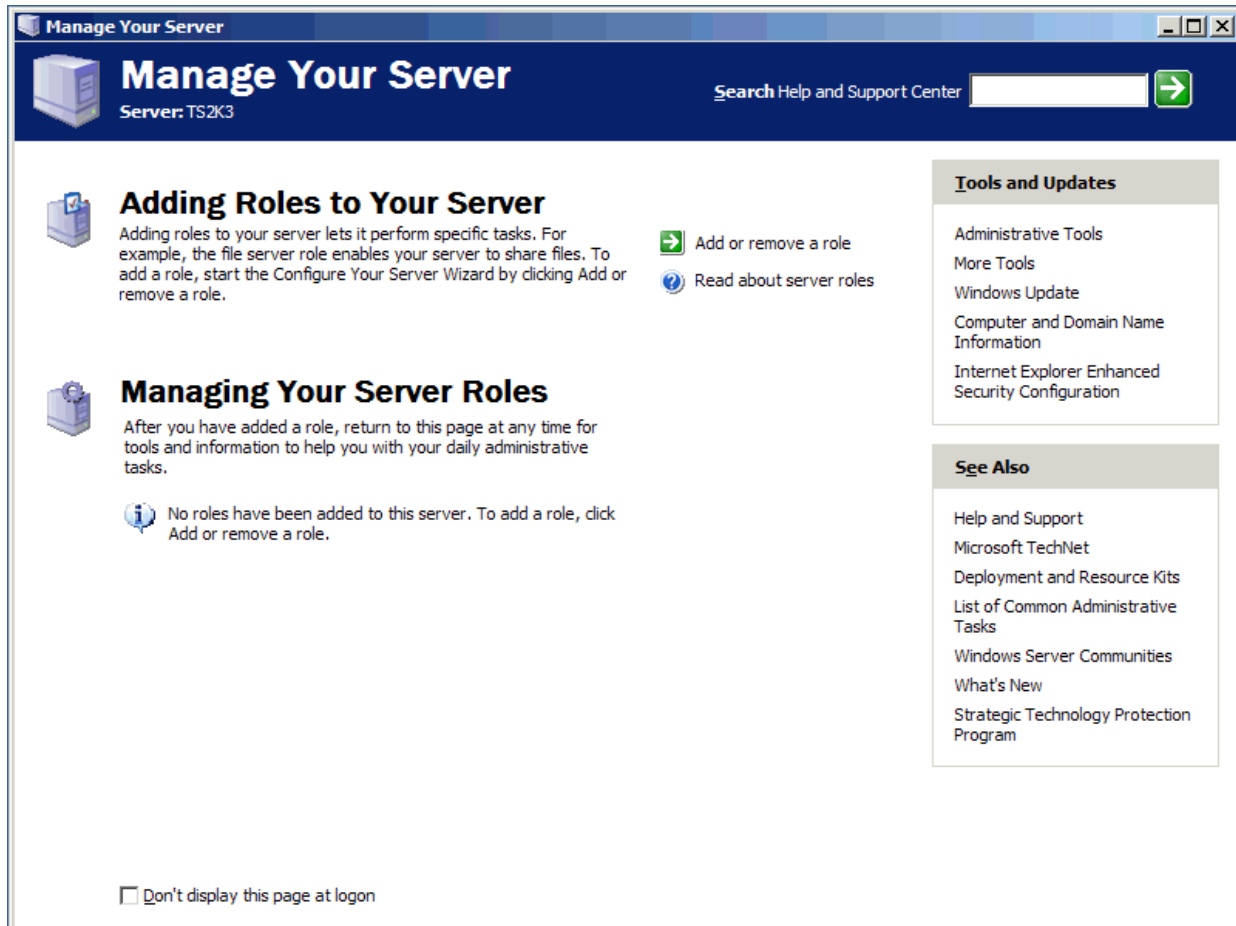 Manage Your Server
Manage Your Server
Server: TS2K3
Search Help and Support Center
Adding Roles to Your Server
Adding roles to your server lets it perform specific tasks. For
example, the file server role enables your server to share files. To
add a role, start the Configure Your Server Wizard by clicking Add or
remove a role.
Add or remove a role
Read about server roles
Managing Your Server Roles
After you have added a role, return to this page at any time for
tools and information to help you with your daily administrative
tasks.
No roles have been added to this server. To add a role, click
Add or remove a role.
Tools and Updates
Administrative Tools
More Tools
Windows Update
Computer and Domain Name
Information
Internet Explorer Enhanced
Security Configuration
See Also
Help and Support
Microsoft TechNet
Deployment and Resource Kits
List of Common Administrative
Tasks
Windows Server Communities
What's New
Strategic Technology Protection
Program
Don't display this page at logon